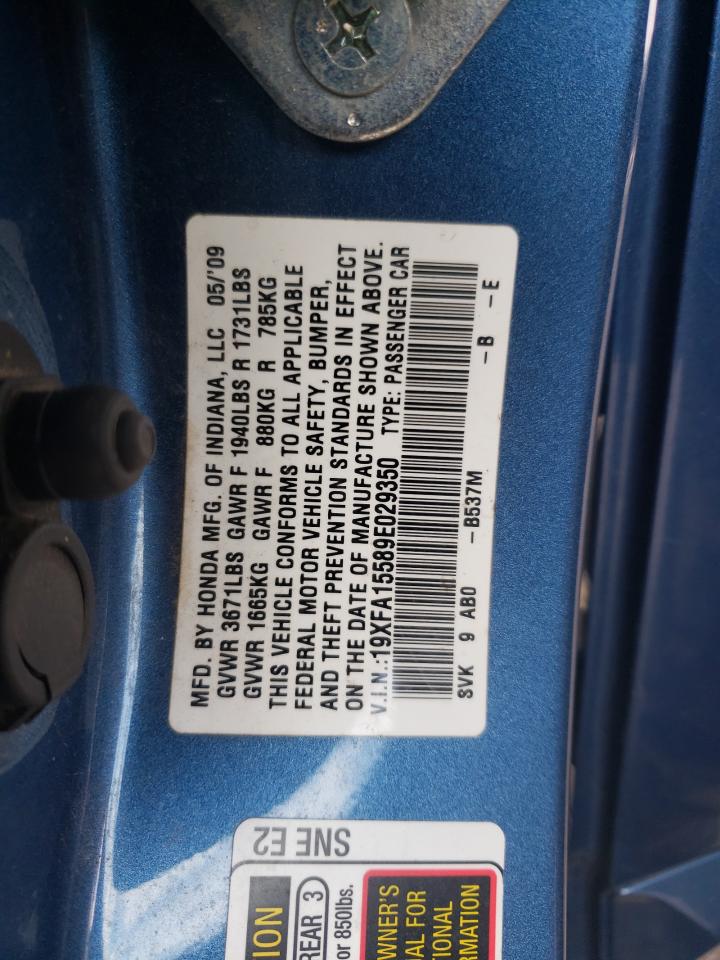 MFD. BY HONDA MFG. OF INDIANA, LLC 05/'09
GVWR 3671LBS GAWR F 1940LBS R 1731LBS
GVWR 1665KG GAWR F 880KG R 785KG
THIS VEHICLE CONFORMS TO ALL APPLICABLE
FEDERAL MOTOR VEHICLE SAFETY, BUMPER,
AND THEFT PREVENTION STANDARDS IN EFFECT
ON THE DATE OF MANUFACTURE SHOWN ABOVE.
V.I.N.:19XFA15589E029350 TYPE: PASSENGER CAR
SVK 9 AB0 -B537M -B -E
SNE E2
ION
REAR 3
or 850lbs.
WNER'S
AL FOR
TIONAL
RMATION